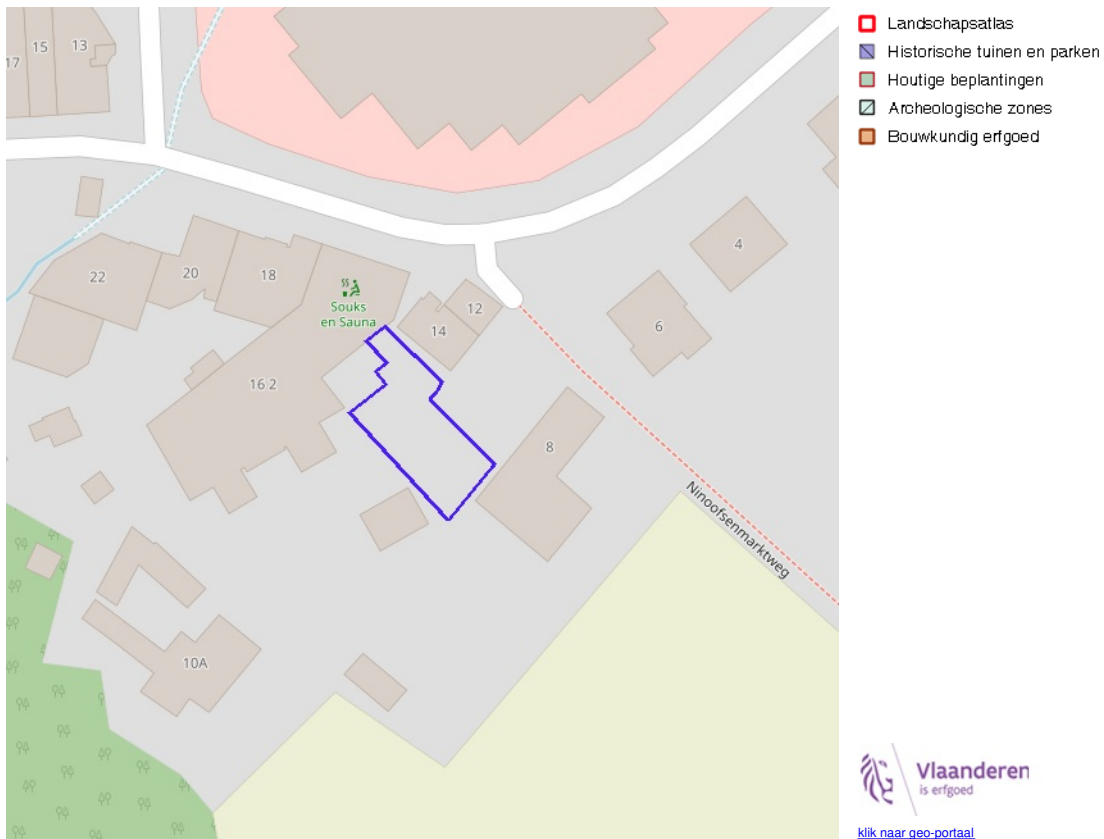 17
15
13
22
20
18
Souks
en Sauna
16 2
14
12
4
6
8
Ninoofsenmarktweg
10A
Landschapsatlas
Historische tuinen en parken
Houtige beplantingen
Archeologische zones
Bouwkundig erfgoed
Vlaanderen
is erfgoed
klik naar geo-portaal